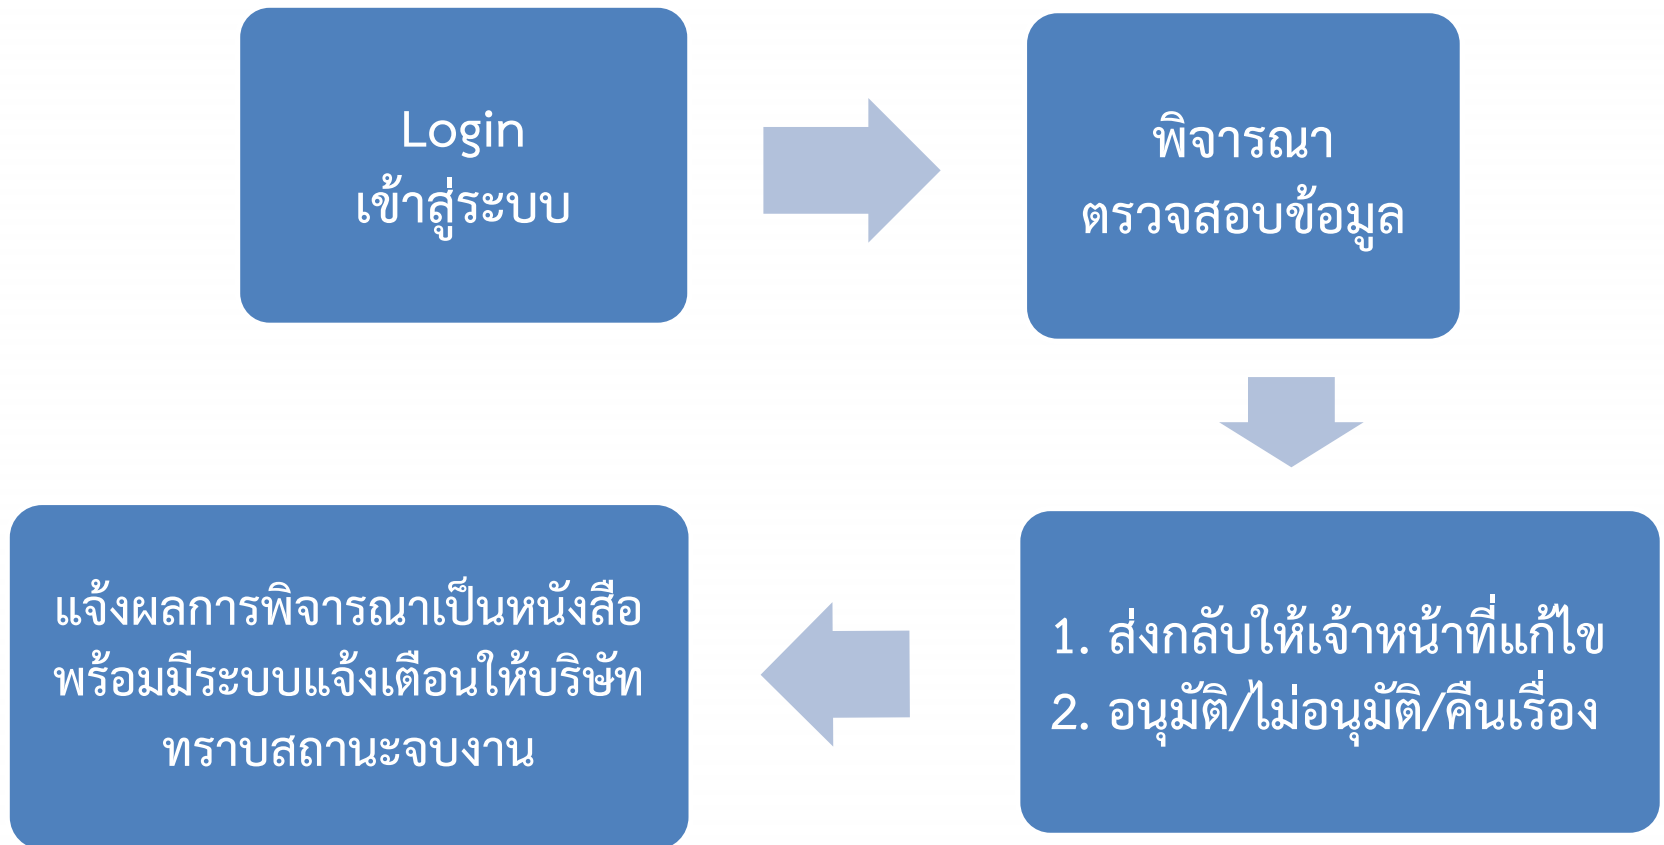 Login
เข้าสู่ระบบ
พิจารณา
ตรวจสอบข้อมูล
1. ส่งกลับให้เจ้าหน้าที่แก้ไข
2. อนุมัติ/ไม่อนุมัติ/คืนเรื่อง
แจ้งผลการพิจารณาเป็นหนังสือ
พร้อมมีระบบแจ้งเตือนให้บริษัท
ทราบสถานะจบงาน